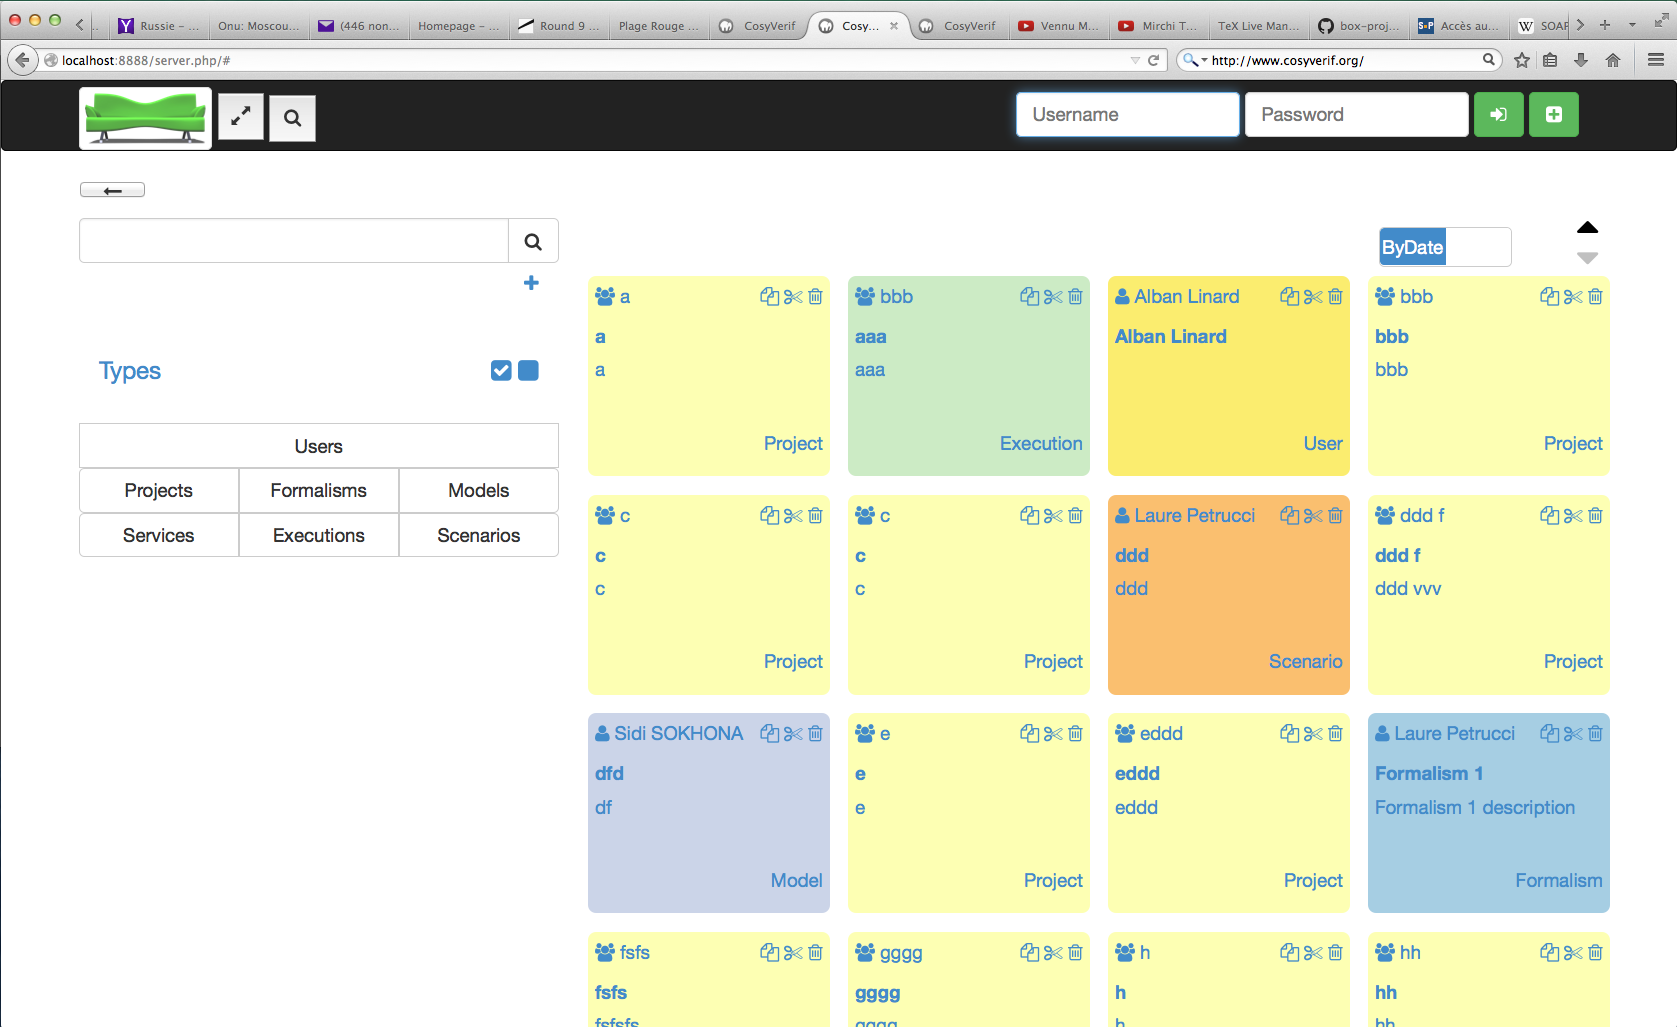 Russie – ...
Onu: Moscou...
(446 non...
Homepage – ...
Round 9 ...
Plage Rouge ...
CosyVerif
Cosy...
CosyVerif
Vennu M...
Mirchi T...
TeX Live Man...
box-proj...
Accès au...
SOAP
localhost:8888/server.php/#
http://www.cosyverif.org/
Username
Password
ByDate
Types
Users
Projects
Formalisms
Models
Services
Executions
Scenarios
a
a
a
Project
bbb
aaa
aaa
Execution
Alban Linard
Alban Linard
User
bbb
bbb
bbb
Project
c
c
c
Project
c
c
c
Project
Laure Petrucci
ddd
ddd
Scenario
ddd f
ddd f
ddd vvv
Project
Sidi SOKHONA
dfd
df
Model
e
e
e
Project
eddd
eddd
eddd
Project
Laure Petrucci
Formalism 1
Formalism 1 description
Formalism
fsfs
fsfs
fsfsfs
gggg
gggg
gggg
h
h
h
hh
hh
hh